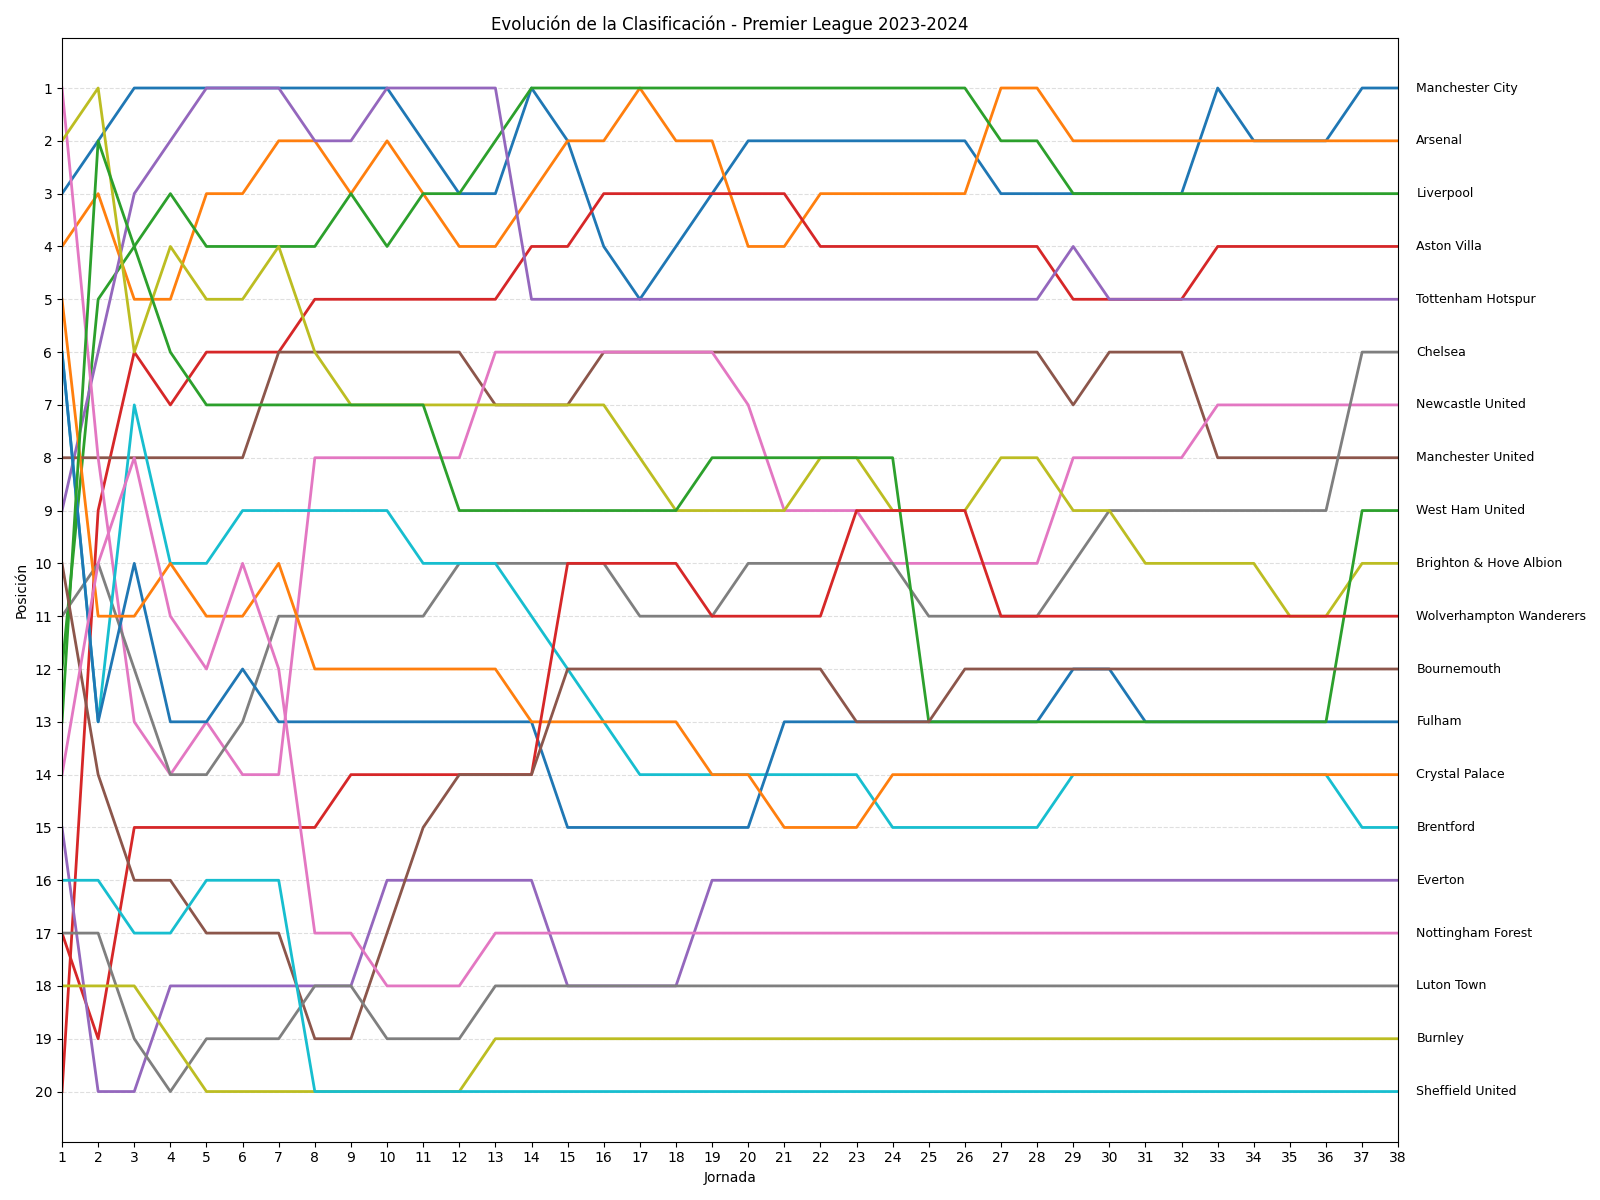 Evolución de la Clasificación - Premier League 2023-2024
Posición
1
2
3
4
5
6
7
8
9
10
11
12
13
14
15
16
17
18
19
20
Manchester City
Arsenal
Liverpool
Aston Villa
Tottenham Hotspur
Chelsea
Newcastle United
Manchester United
West Ham United
Brighton & Hove Albion
Wolverhampton Wanderers
Bournemouth
Fulham
Crystal Palace
Brentford
Everton
Nottingham Forest
Luton Town
Burnley
Sheffield United
1 2 3 4 5 6 7 8 9 10 11 12 13 14 15 16 17 18 19 20 21 22 23 24 25 26 27 28 29 30 31 32 33 34 35 36 37 38
Jornada